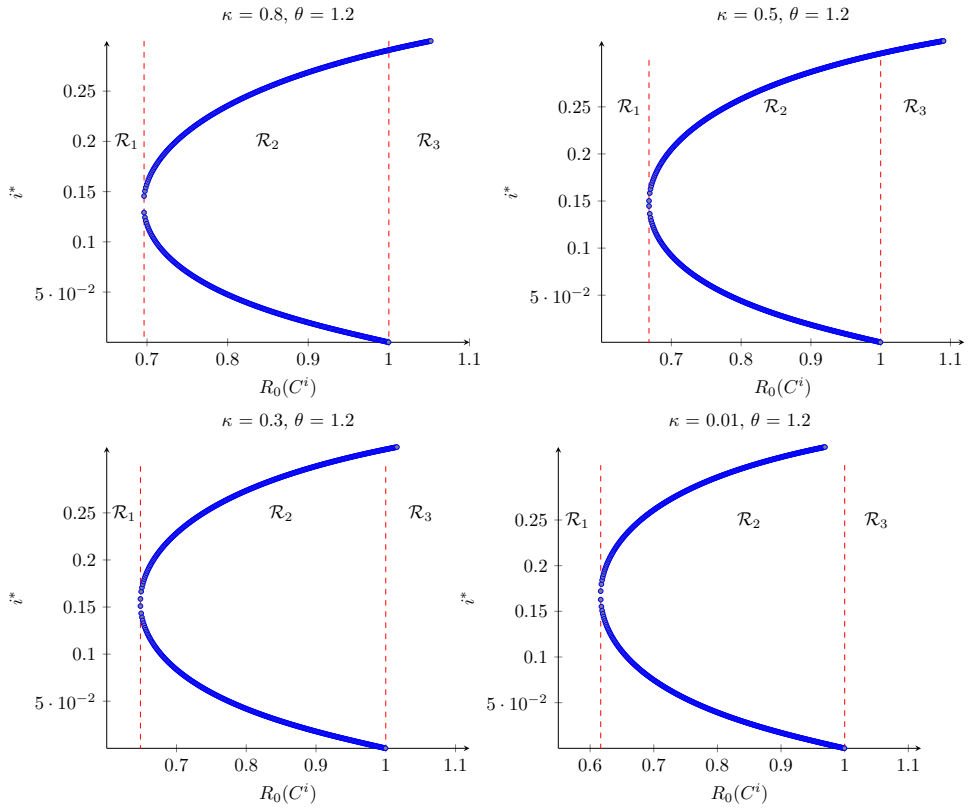 κ = 0.8, θ = 1.2
0.25
0.2
0.15
0.1
5 · 10⁻²
i*
R₁
R₂
R₃
0.7 0.8 0.9 1 1.1
R₀(Cⁱ)
κ = 0.5, θ = 1.2
0.25
0.2
0.15
0.1
5 · 10⁻²
i*
R₁
R₂
R₃
0.7 0.8 0.9 1 1.1
R₀(Cⁱ)
κ = 0.3, θ = 1.2
0.25
0.2
0.15
0.1
5 · 10⁻²
i*
R₁
R₂
R₃
0.7 0.8 0.9 1 1.1
R₀(Cⁱ)
κ = 0.01, θ = 1.2
0.25
0.2
0.15
0.1
5 · 10⁻²
i*
R₁
R₂
R₃
0.6 0.7 0.8 0.9 1 1.1
R₀(Cⁱ)